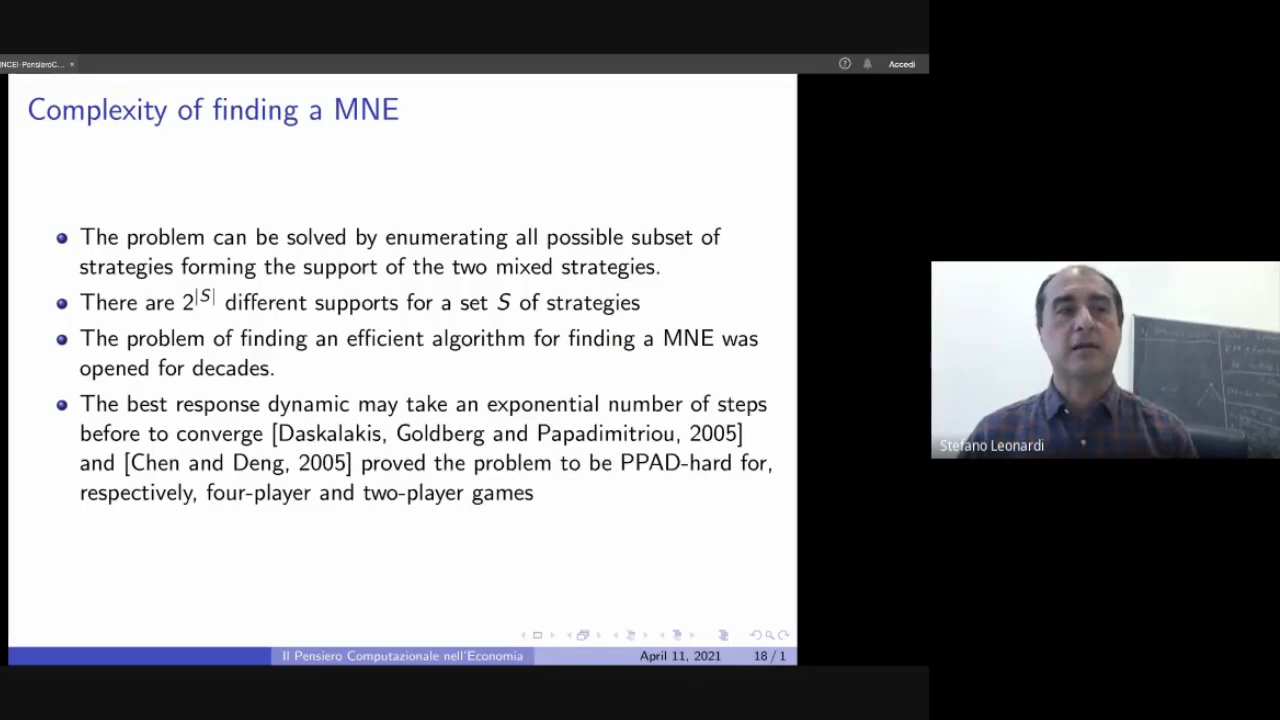 INCEI-PensieroC... ×
Accedi
Complexity of finding a MNE
The problem can be solved by enumerating all possible subset of
strategies forming the support of the two mixed strategies.
There are 2^|S| different supports for a set S of strategies
The problem of finding an efficient algorithm for finding a MNE was
opened for decades.
The best response dynamic may take an exponential number of steps
before to converge [Daskalakis, Goldberg and Papadimitriou, 2005]
and [Chen and Deng, 2005] proved the problem to be PPAD-hard for,
respectively, four-player and two-player games
Il Pensiero Computazionale nell'Economia
April 11, 2021
18 / 1
Stefano Leonardi